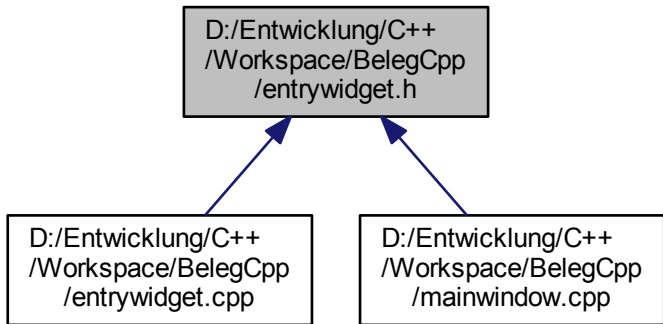 D:/Entwicklung/C++
/Workspace/BelegCpp
/entrywidget.h
D:/Entwicklung/C++
/Workspace/BelegCpp
/entrywidget.cpp
D:/Entwicklung/C++
/Workspace/BelegCpp
/mainwindow.cpp